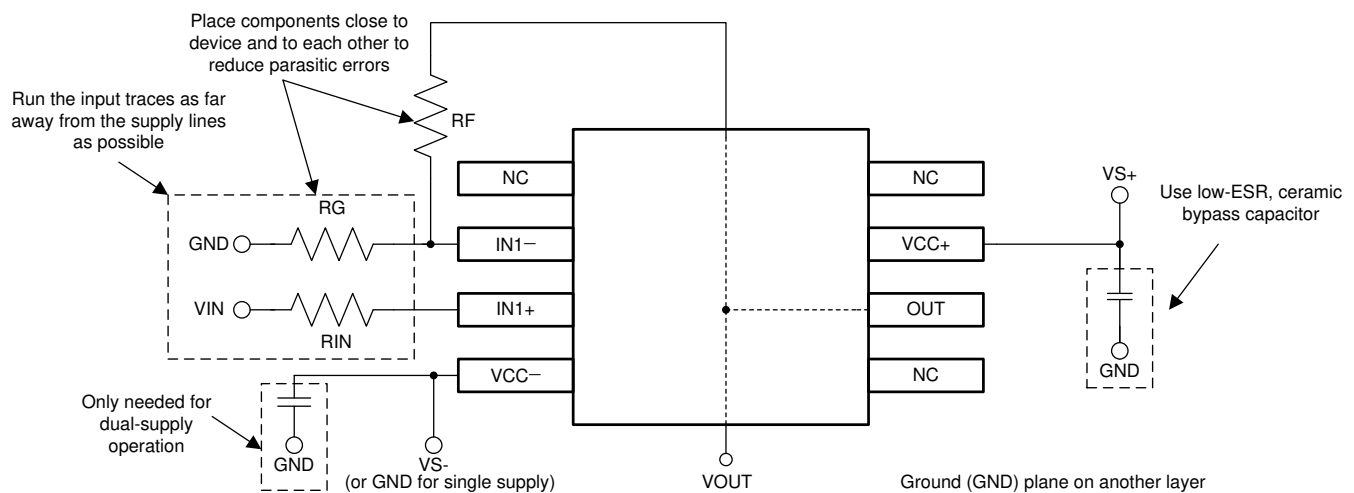 Place components close to
device and to each other to
reduce parasitic errors
Run the input traces as far
away from the supply lines
as possible
RF
NC
NC
VS+
Use low-ESR, ceramic
bypass capacitor
RG
GND
IN1−
VCC+
VIN
IN1+
OUT
RIN
VCC−
NC
GND
Only needed for
dual-supply
operation
GND
VS-
(or GND for single supply)
VOUT
Ground (GND) plane on another layer